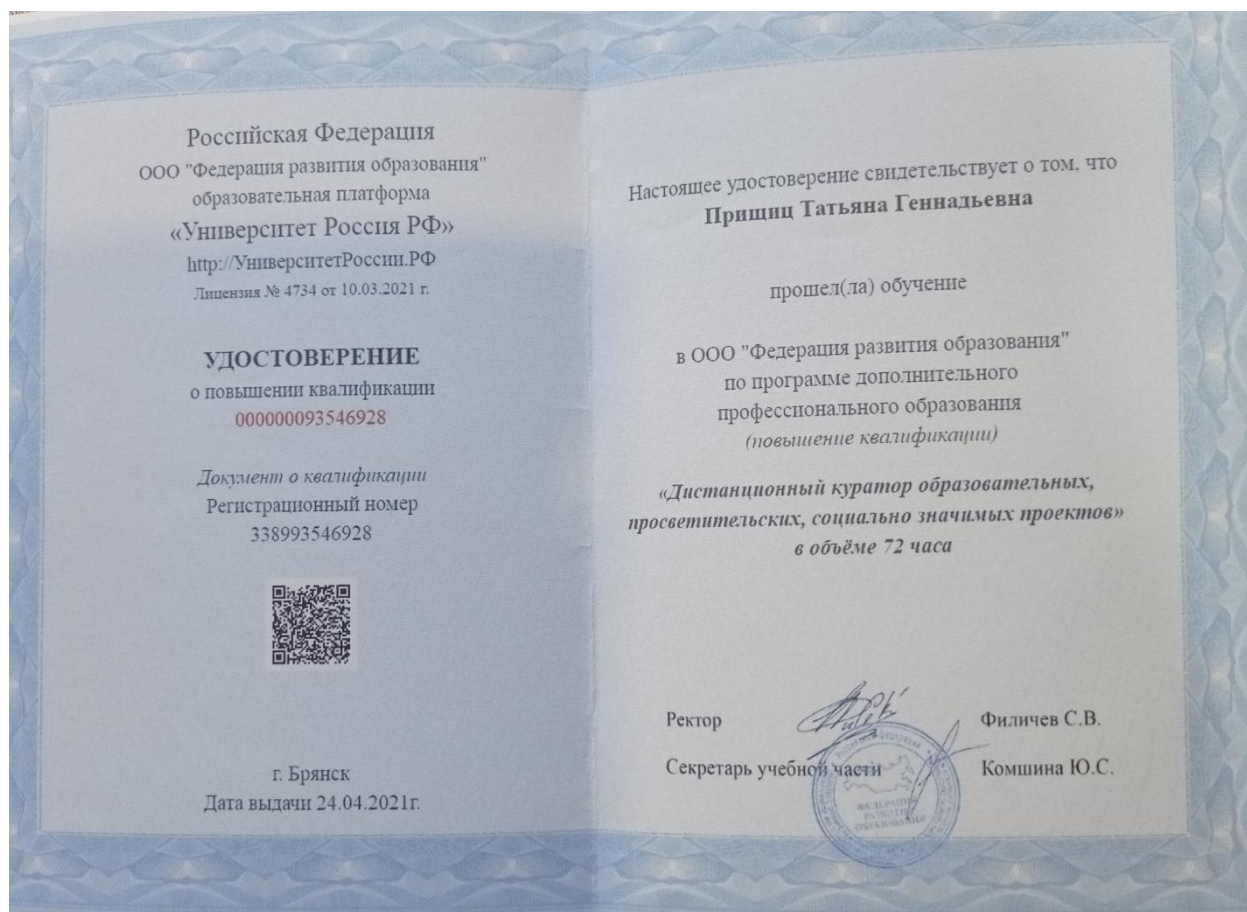 Российская Федерация
ООО "Федерация развития образования"
образовательная платформа
«Университет Россия РФ»
http://УниверситетРоссии.РФ
Лицензия № 4734 от 10.03.2021 г.
УДОСТОВЕРЕНИЕ
о повышении квалификации
000000093546928
Документ о квалификации
Регистрационный номер
338993546928
г. Брянск
Дата выдачи 24.04.2021г.
Настоящее удостоверение свидетельствует о том, что
Прищиц Татьяна Геннадьевна
прошел(ла) обучение
в ООО "Федерация развития образования"
по программе дополнительного
профессионального образования
(повышение квалификации)
«Дистанционный куратор образовательных,
просветительских, социально значимых проектов»
в объёме 72 часа
Ректор
Филичев С.В.
Секретарь учебной части
Комшина Ю.С.
ФЕДЕРАЦИЯ
РАЗВИТИЯ
ОБРАЗОВАНИЯ